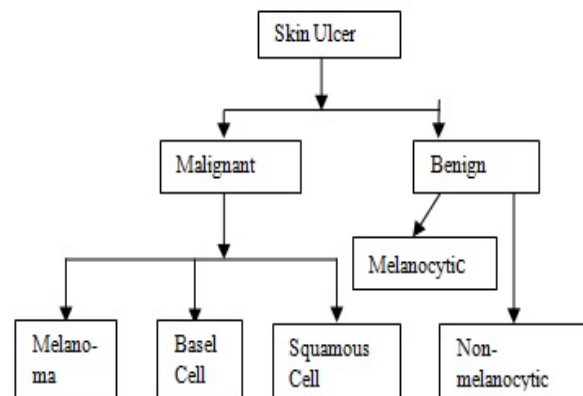 Skin Ulcer
Malignant
Benign
Melanocytic
Melano-
ma
Basel
Cell
Squamous
Cell
Non-
melanocytic